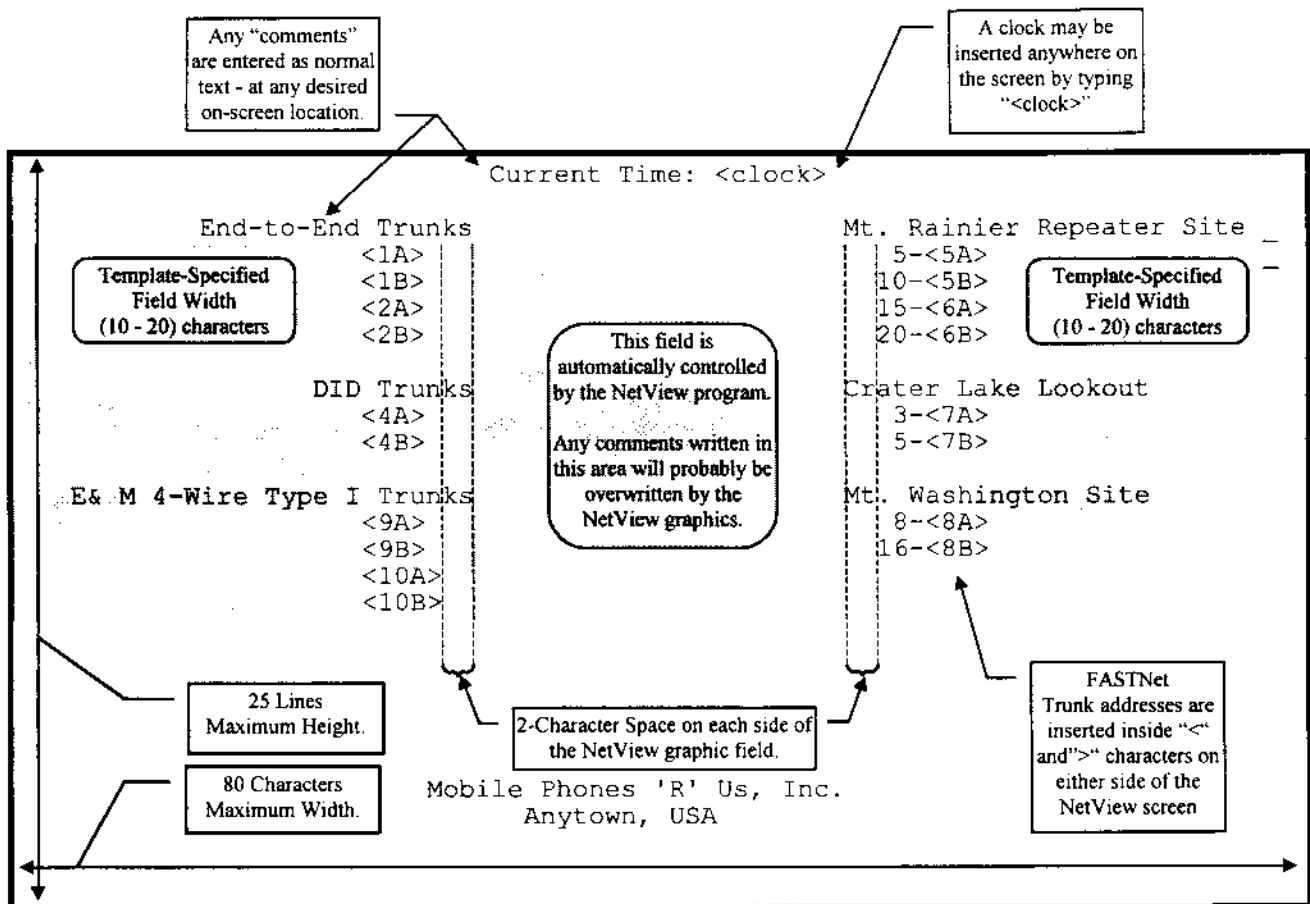 Any “comments”
are entered as normal
text - at any desired
on-screen location.
A clock may be
inserted anywhere on
the screen by typing
“<clock>”
Current Time: <clock>
End-to-End Trunks
<1A>
<1B>
<2A>
<2B>
Template-Specified
Field Width
(10 - 20) characters
DID Trunks
<4A>
<4B>
E& M 4-Wire Type I Trunks
<9A>
<9B>
<10A>
<10B>
This field is
automatically controlled
by the NetView program.
Any comments written in
this area will probably be
overwritten by the
NetView graphics.
Mt. Rainier Repeater Site
5-<5A>
10-<5B>
15-<6A>
20-<6B>
Template-Specified
Field Width
(10 - 20) characters
Crater Lake Lookout
3-<7A>
5-<7B>
Mt. Washington Site
8-<8A>
16-<8B>
25 Lines
Maximum Height.
80 Characters
Maximum Width.
2-Character Space on each side of
the NetView graphic field.
FASTNet
Trunk addresses are
inserted inside “<“
and”>“ characters on
either side of the
NetView screen
Mobile Phones 'R' Us, Inc.
Anytown, USA